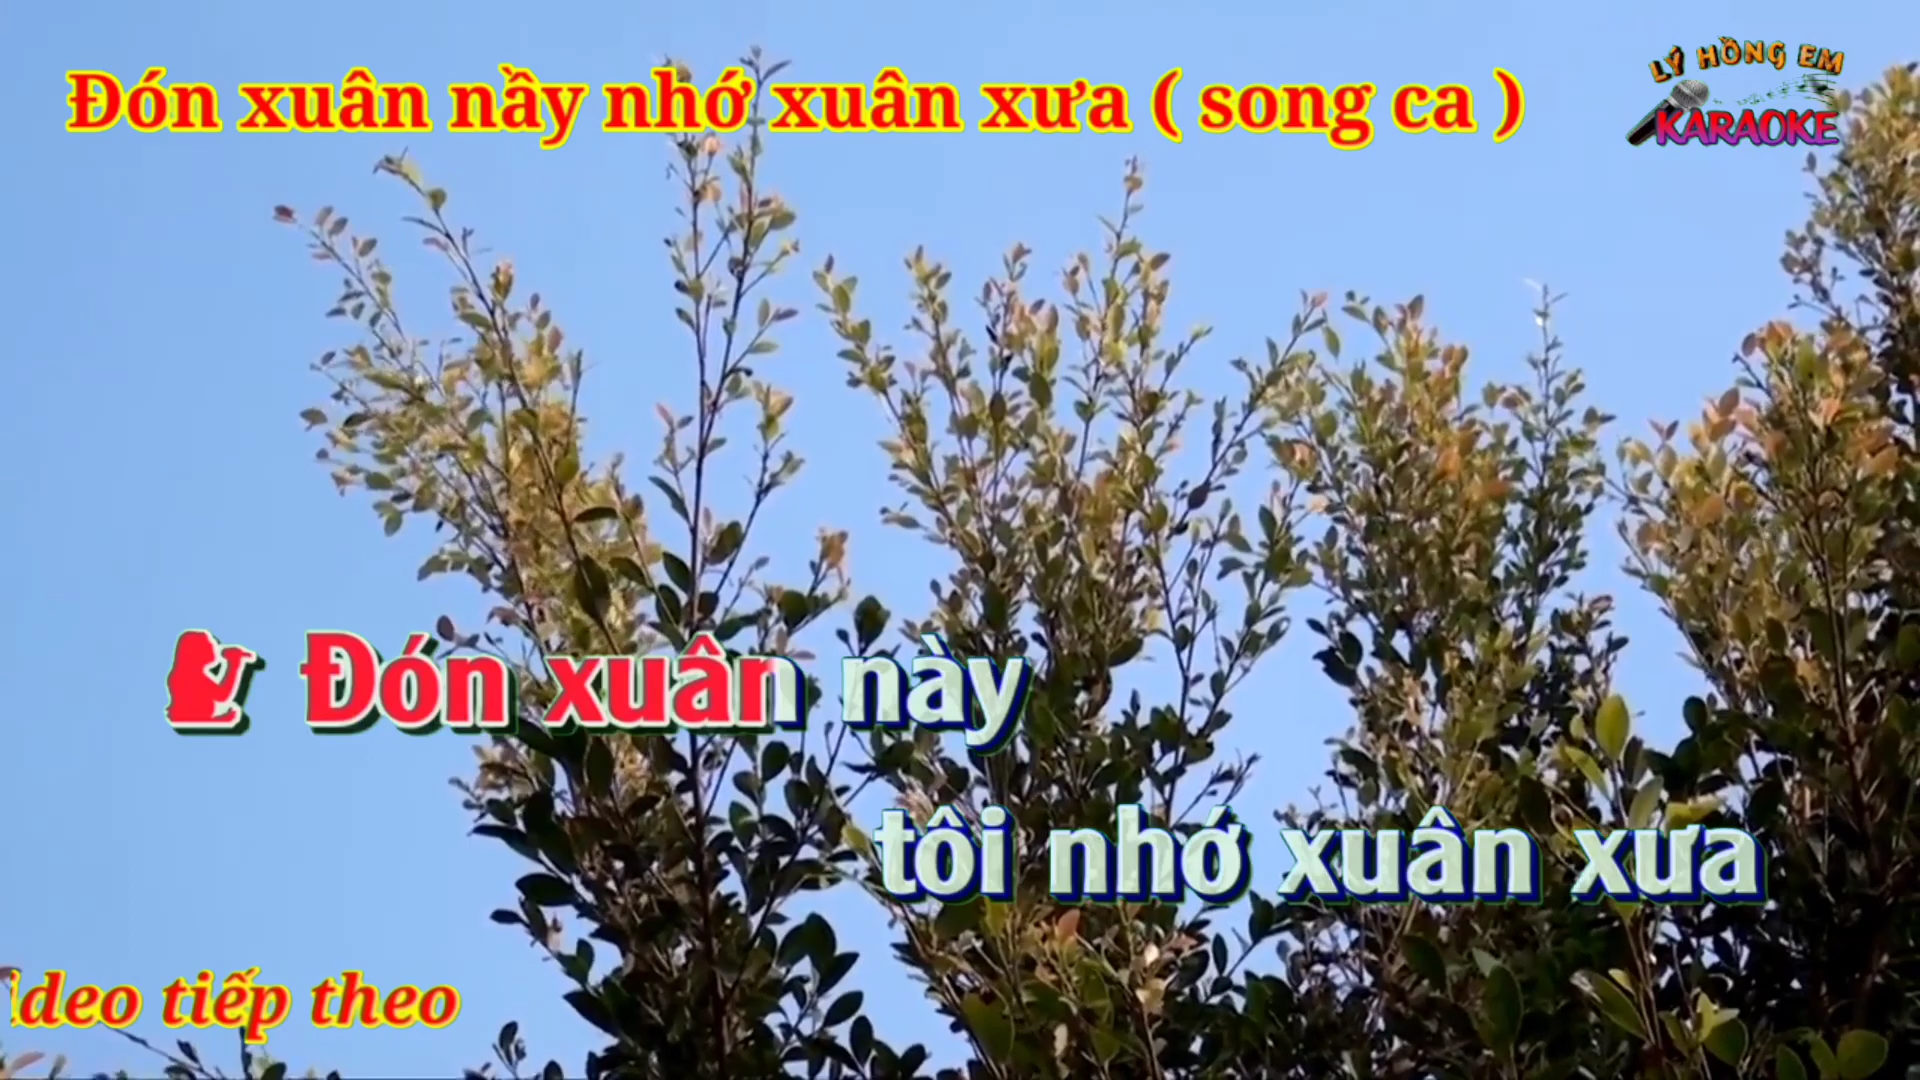 Đón xuân nầy nhớ xuân xưa ( song ca )
LÝ HỒNG EM
KARAOKE
Đón xuân này
tôi nhớ xuân xưa
ideo tiếp theo